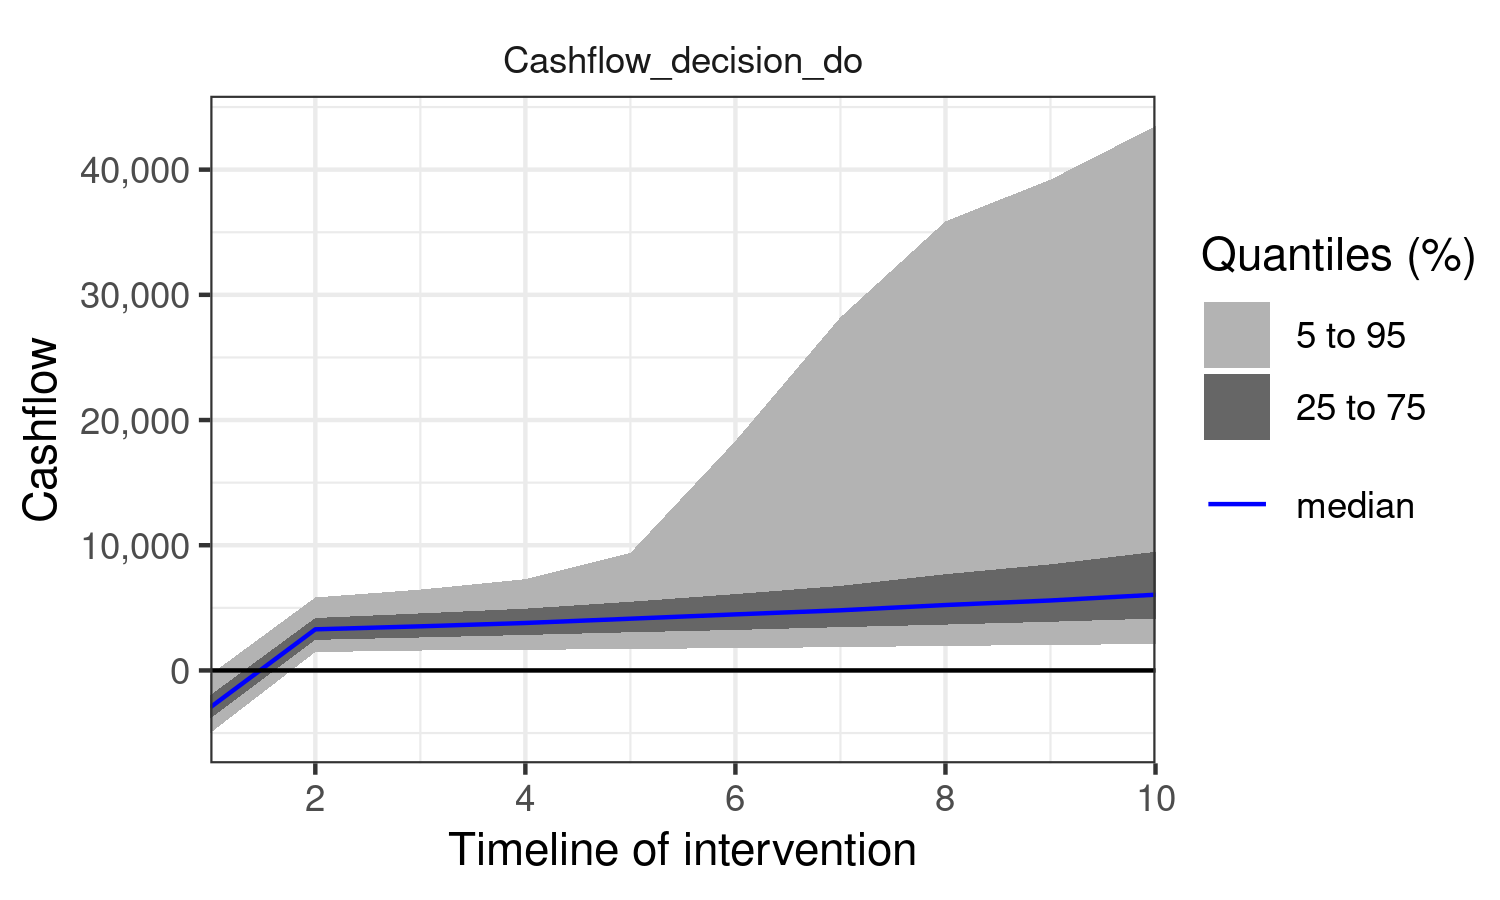 Cashflow_decision_do
40,000
30,000
20,000
10,000
0
Cashflow
2 4 6 8 10
Timeline of intervention
Quantiles (%)
5 to 95
25 to 75
median